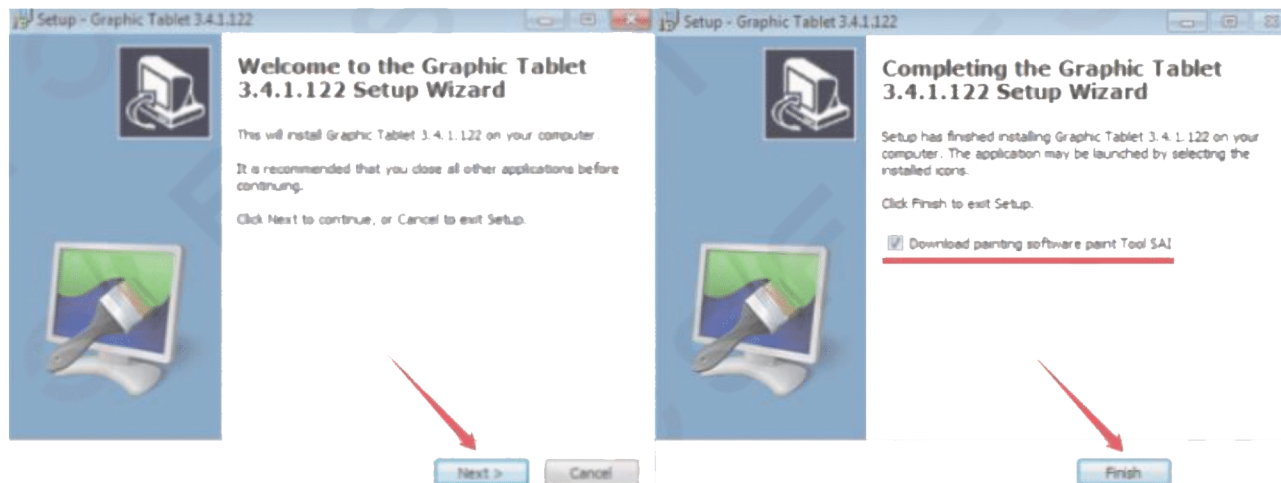 Setup - Graphic Tablet 3.4.1.122
Welcome to the Graphic Tablet
3.4.1.122 Setup Wizard
This will install Graphic Tablet 3.4.1.122 on your computer.
It is recommended that you close all other applications before
continuing.
Click Next to continue, or Cancel to exit Setup.
Next >
Cancel
Setup - Graphic Tablet 3.4.1.122
Completing the Graphic Tablet
3.4.1.122 Setup Wizard
Setup has finished installing Graphic Tablet 3.4.1.122 on your
computer. The application may be launched by selecting the
installed icons.
Click Finish to exit Setup.
Download painting software paint Tool SAI
Finish